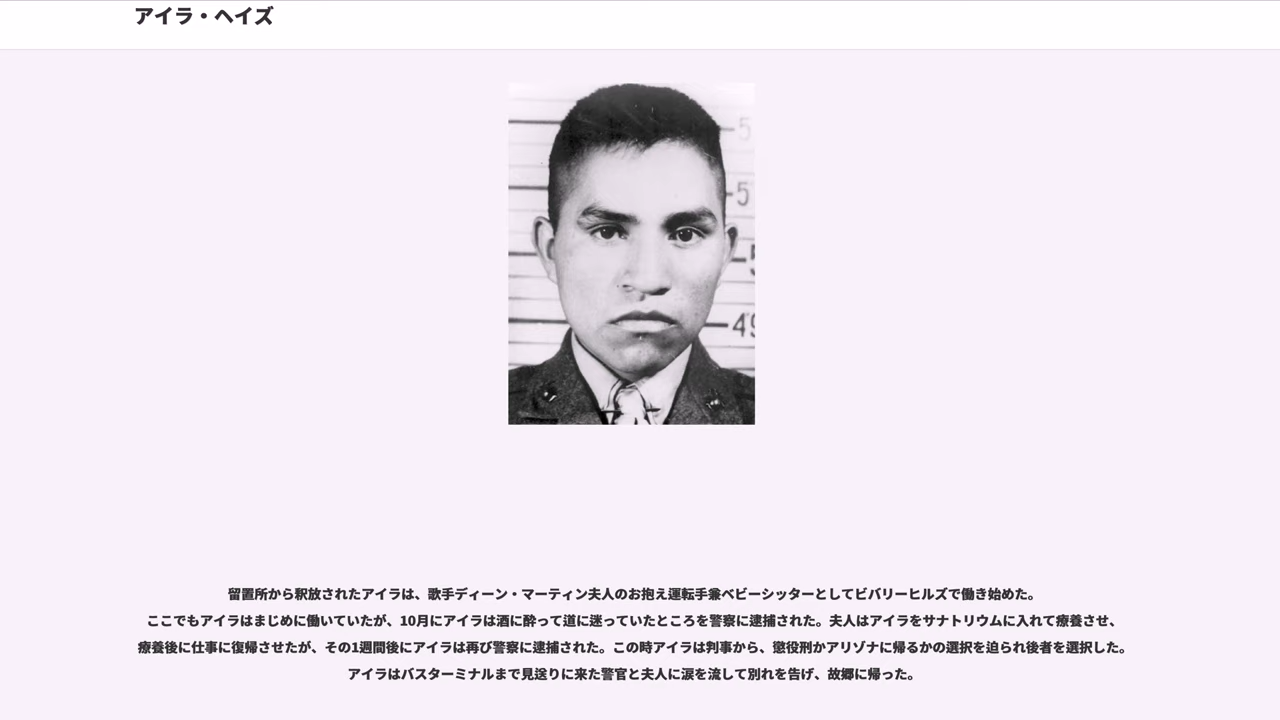 アイラ・ヘイズ
5
5
5
49
留置所から釈放されたアイラは、歌手ディーン・マーティン夫人のお抱え運転手兼ベビーシッターとしてビバリーヒルズで働き始めた。
ここでもアイラはまじめに働いていたが、10月にアイラは酒に酔って道に迷っていたところを警察に逮捕された。夫人はアイラをサナトリウムに入れて療養させ、
療養後に仕事に復帰させたが、その1週間後にアイラは再び警察に逮捕された。この時アイラは判事から、懲役刑かアリゾナに帰るかの選択を迫られ後者を選択した。
アイラはバスターミナルまで見送りに来た警官と夫人に涙を流して別れを告げ、故郷に帰った。